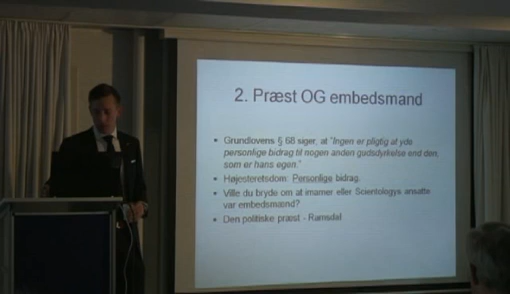 2. Præst OG embedsmand
• Grundlovens § 68 siger, at "Ingen er pligtig at yde
personlige bidrag til nogen anden gudsdyrkelse end den,
som er hans egen."
• Højesteretsdom: Personlige bidrag.
• Ville du bryde om at imamer eller Scientologys ansatte
var embedsmænd?
• Den politiske præst - Ramsdal